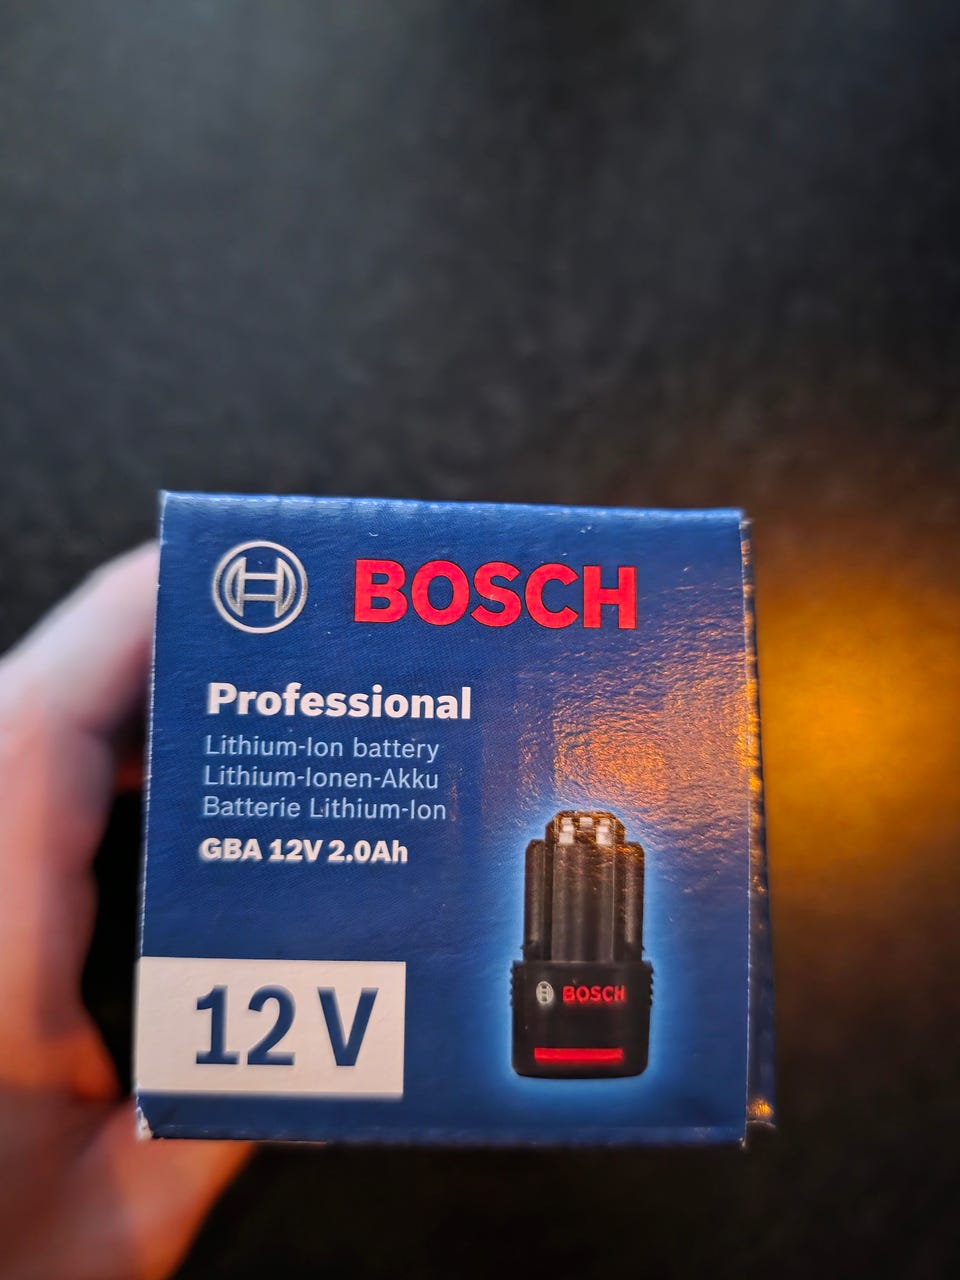 BOSCH
Professional
Lithium-Ion battery
Lithium-Ionen-Akku
Batterie Lithium-Ion
GBA 12V 2.0Ah
12 V
BOSCH